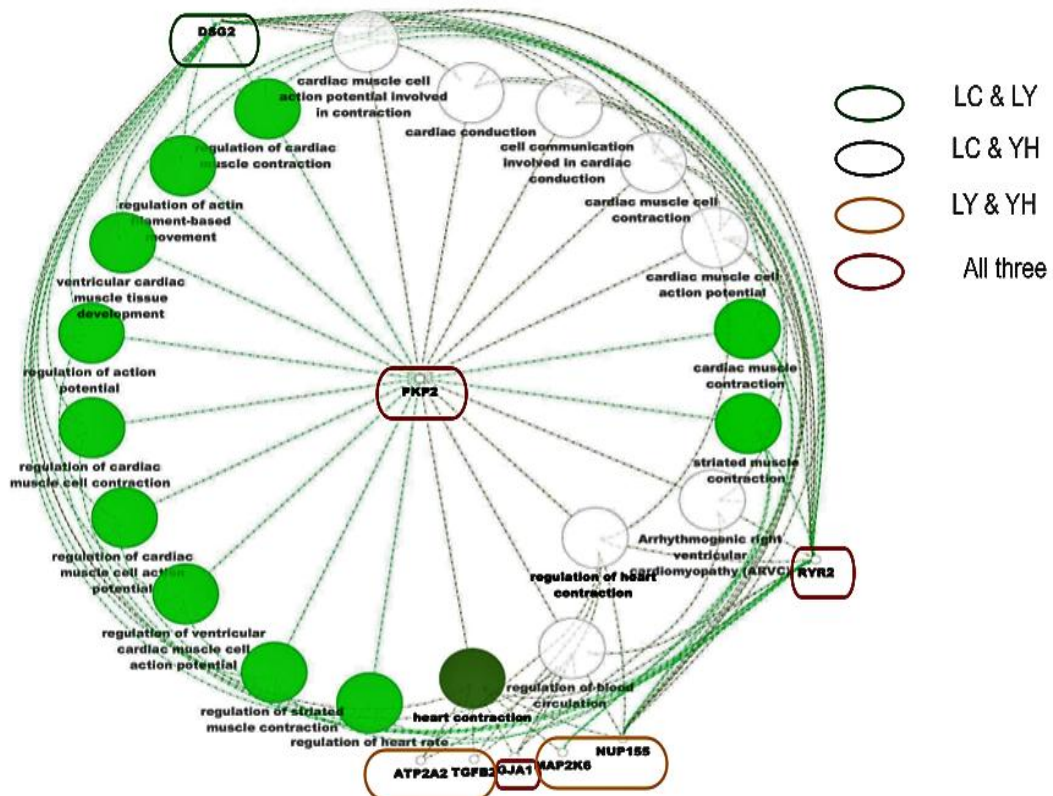 DSG2
cardiac muscle cell
action potential involved
in contraction
cardiac conduction
regulation of cardiac
muscle contraction
cell communication
involved in cardiac
conduction
cardiac muscle cell
contraction
regulation of actin
filament-based
movement
cardiac muscle cell
action potential
ventricular cardiac
muscle tissue
development
cardiac muscle
contraction
regulation of action
potential
PKP2
striated muscle
contraction
regulation of cardiac
muscle cell contraction
Arrhythmogenic right
ventricular
cardiomyopathy (ARVC)
RYR2
regulation of cardiac
muscle cell action
potential
regulation of heart
contraction
regulation of ventricular
cardiac muscle cell
action potential
regulation of blood
circulation
regulation of striated
muscle contraction
heart contraction
regulation of heart rate
ATP2A2
TGFB2
GJA1
MAP2K6
NUP155
LC & LY
LC & YH
LY & YH
All three